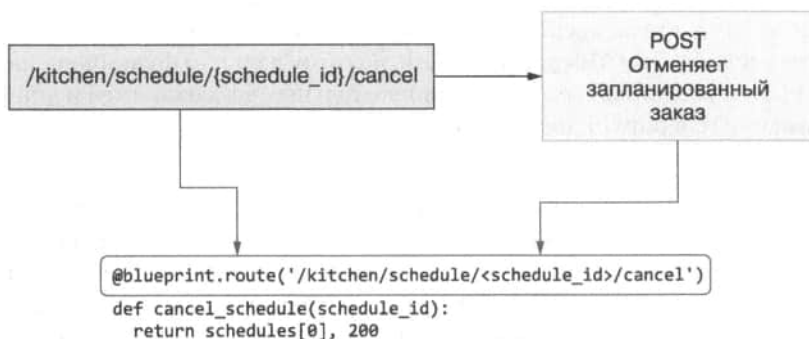 /kitchen/schedule/{schedule_id}/cancel
POST
Отменяет
запланированный
заказ
@blueprint.route('/kitchen/schedule/<schedule_id>/cancel')
def cancel_schedule(schedule_id):
  return schedules[0], 200